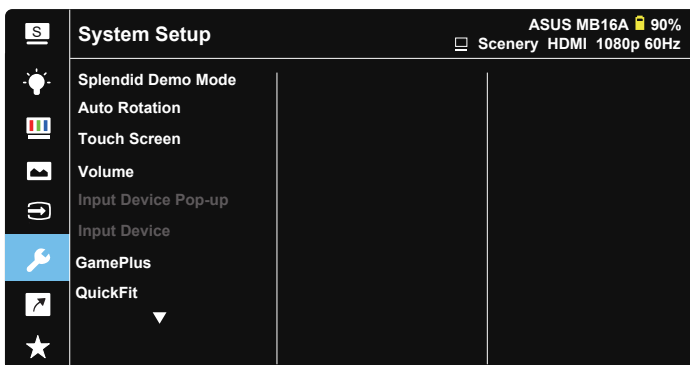 S
System Setup
ASUS MB16A 90%
Scenery HDMI 1080p 60Hz
Splendid Demo Mode
Auto Rotation
Touch Screen
Volume
Input Device Pop-up
Input Device
GamePlus
QuickFit